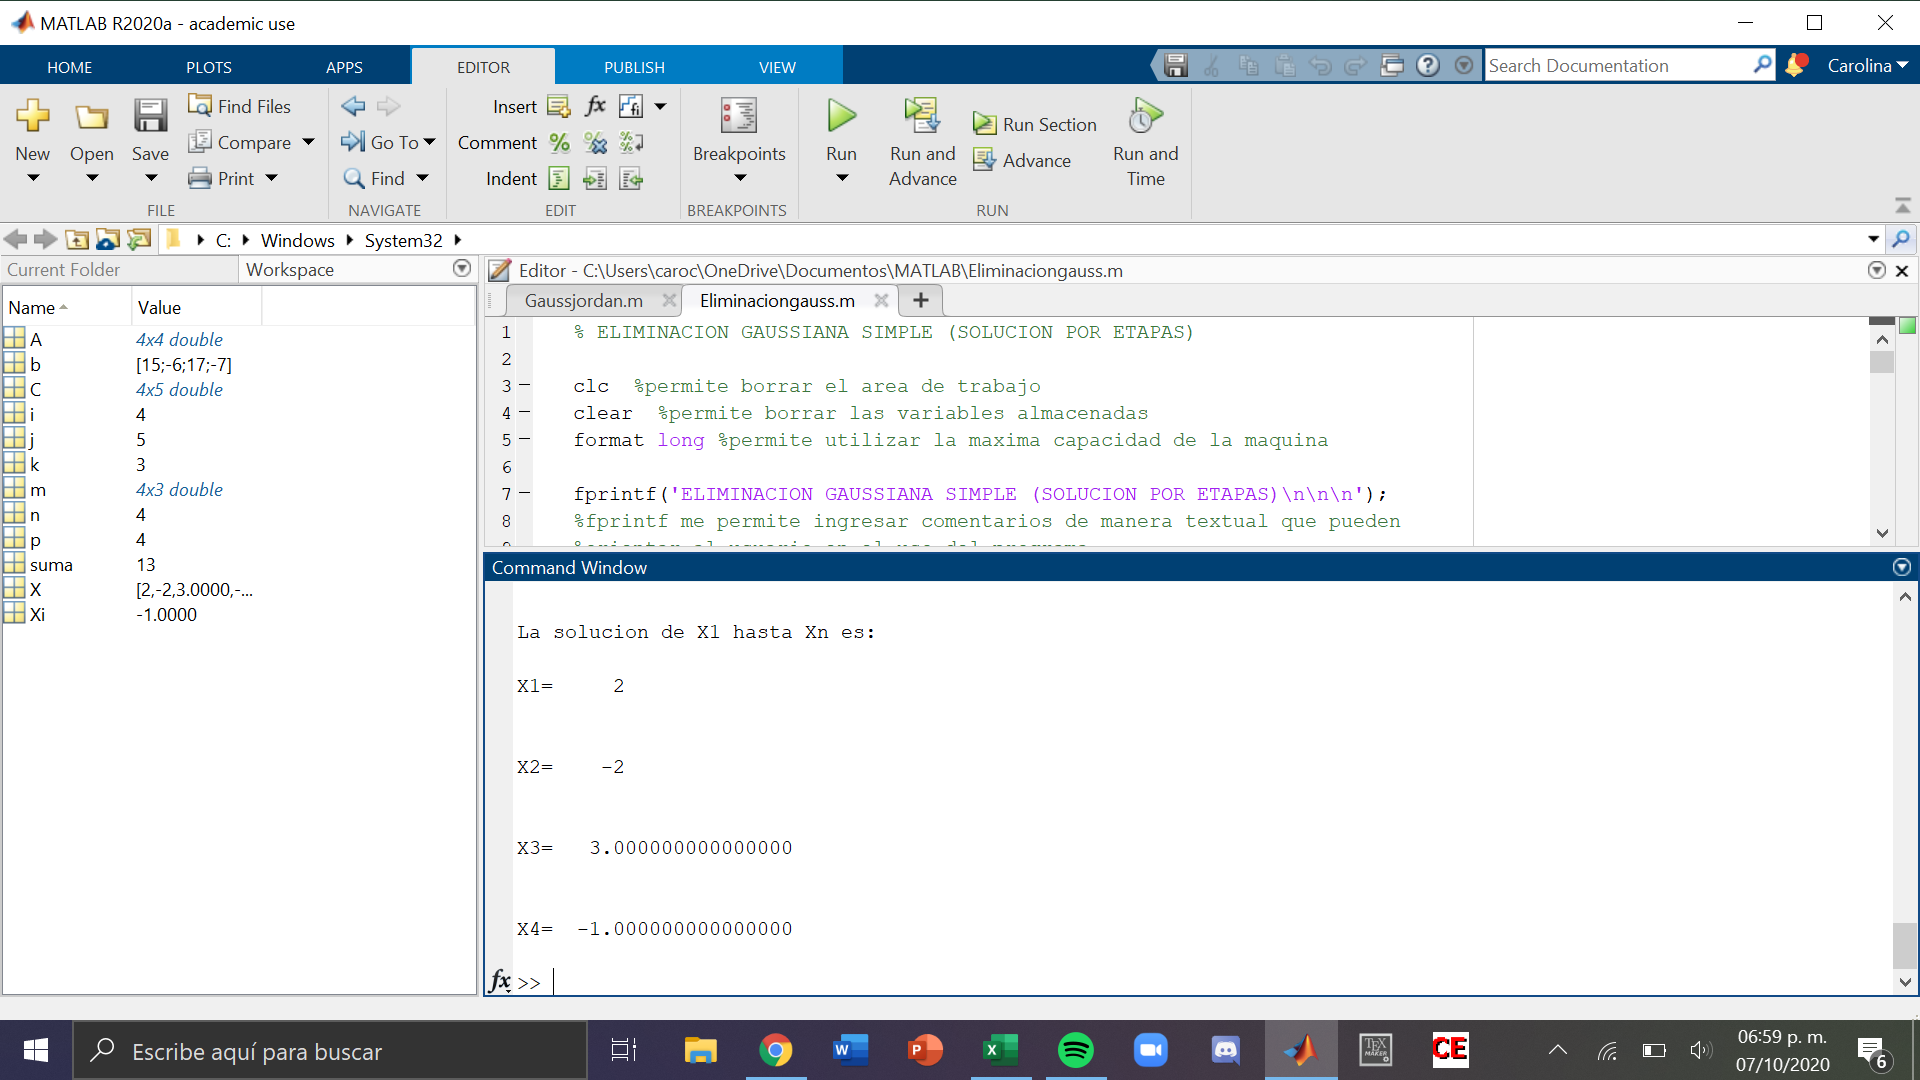 MATLAB R2020a - academic use
HOME PLOTS APPS EDITOR PUBLISH VIEW
Search Documentation
Carolina
New
Open
Save
Find Files
Compare
Print
FILE
Go To
Find
NAVIGATE
Insert
Comment
Indent
EDIT
Breakpoints
BREAKPOINTS
Run
Run and Advance
Run Section
Advance
Run and Time
RUN
C: Windows System32
Current Folder
Workspace
Name Value
A 4x4 double
b [15;-6;17;-7]
C 4x5 double
i 4
j 5
k 3
m 4x3 double
n 4
p 4
suma 13
X [2,-2,3.0000,-...
Xi -1.0000
Editor - C:\Users\caroc\OneDrive\Documentos\MATLAB\Eliminaciongauss.m
Gaussjordan.m Eliminaciongauss.m
1 % ELIMINACION GAUSSIANA SIMPLE (SOLUCION POR ETAPAS)
2
3 clc %permite borrar el area de trabajo
4 clear %permite borrar las variables almacenadas
5 format long %permite utilizar la maxima capacidad de la maquina
6
7 fprintf('ELIMINACION GAUSSIANA SIMPLE (SOLUCION POR ETAPAS)\n\n\n');
8 %fprintf me permite ingresar comentarios de manera textual que pueden
Command Window
La solucion de X1 hasta Xn es:
X1= 2
X2= -2
X3= 3.000000000000000
X4= -1.000000000000000
fx >>
Escribe aquí para buscar
CE
06:59 p. m.
07/10/2020
6